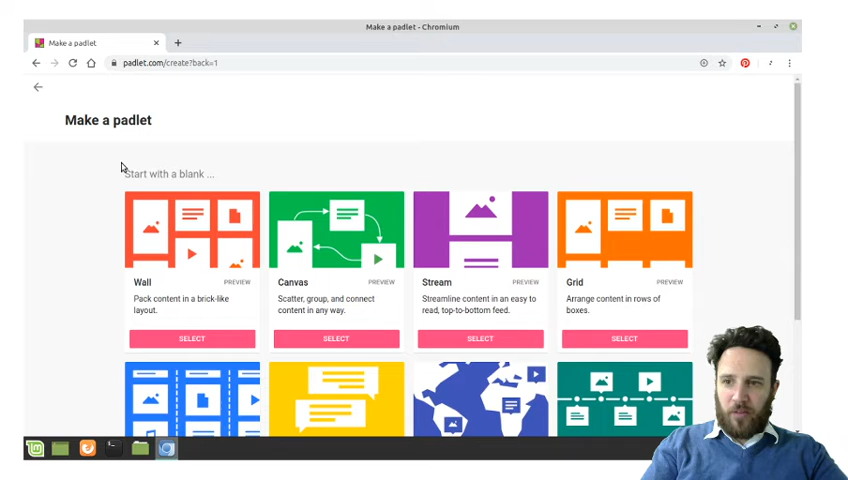 Make a padlet - Chromium
Make a padlet
padlet.com/create?back=1
Make a padlet
Start with a blank ...
Wall PREVIEW
Pack content in a brick-like
layout.
SELECT
Canvas PREVIEW
Scatter, group, and connect
content in any way.
SELECT
Stream PREVIEW
Streamline content in an easy to
read, top-to-bottom feed.
SELECT
Grid PREVIEW
Arrange content in rows of
boxes.
SELECT